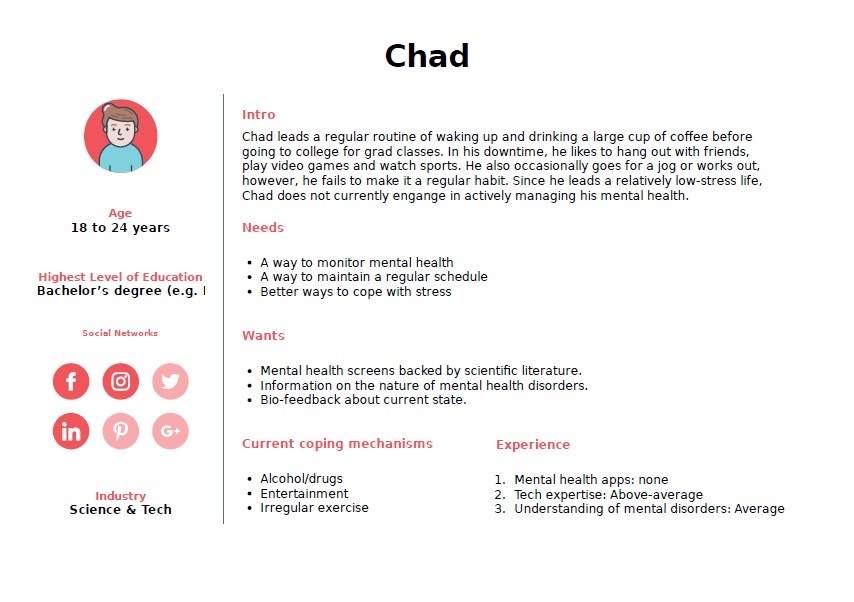 Chad
Age
18 to 24 years
Highest Level of Education
Bachelor’s degree (e.g.
Social Networks
f
in
G+
Industry
Science & Tech
Intro
Chad leads a regular routine of waking up and drinking a large cup of coffee before
going to college for grad classes. In his downtime, he likes to hang out with friends,
play video games and watch sports. He also occasionally goes for a jog or works out,
however, he fails to make it a regular habit. Since he leads a relatively low-stress life,
Chad does not currently engange in actively managing his mental health.
Needs
• A way to monitor mental health
• A way to maintain a regular schedule
• Better ways to cope with stress
Wants
• Mental health screens backed by scientific literature.
• Information on the nature of mental health disorders.
• Bio-feedback about current state.
Current coping mechanisms
• Alcohol/drugs
• Entertainment
• Irregular exercise
Experience
1. Mental health apps: none
2. Tech expertise: Above-average
3. Understanding of mental disorders: Average